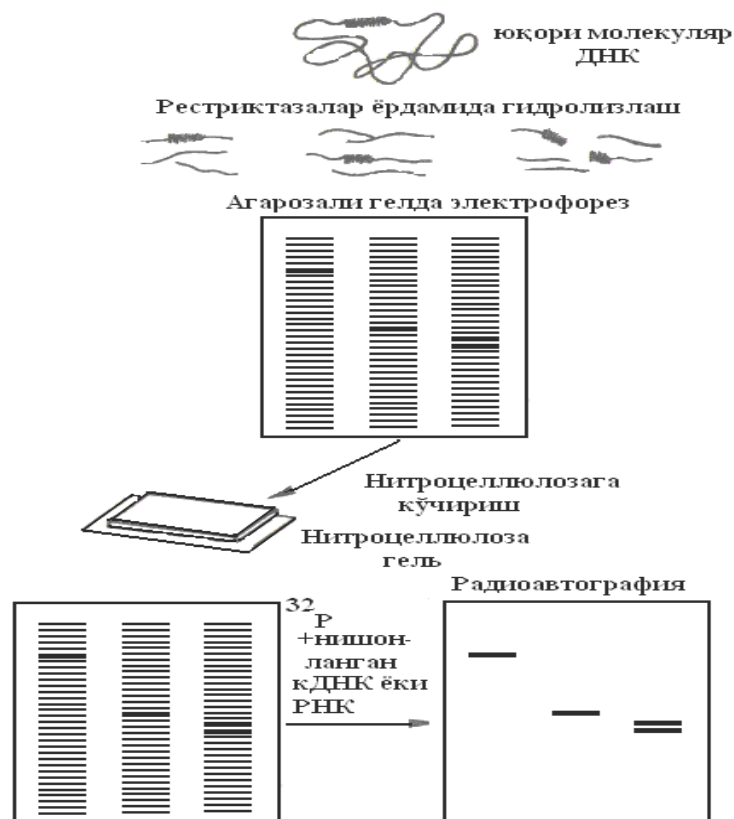 юқори молекуляр
ДНК
Рестриктазалар ёрдамида гидролизлаш
Агарозали гелда электрофорез
Нитроцеллюлозага
кўчириш
Нитроцеллюлоза
гель
Радиоавтография
32
Р
+нишон-
ланган
кДНК ёки
РНК